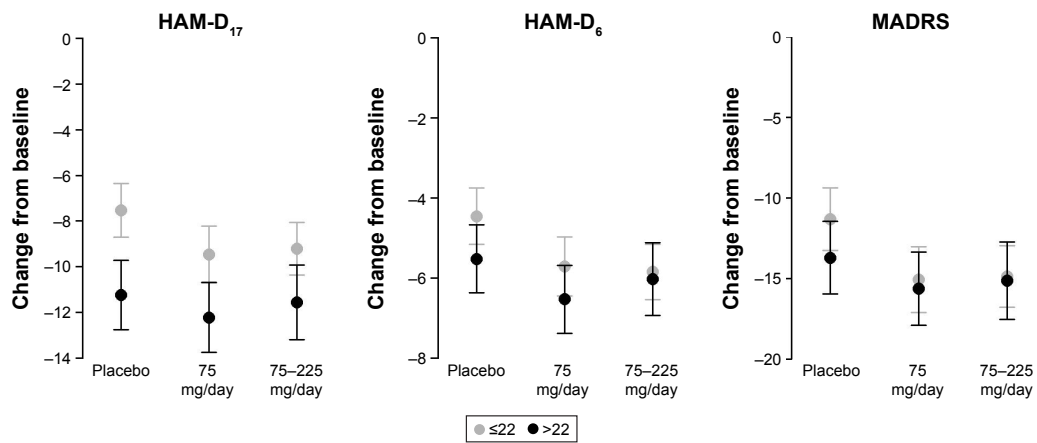 HAM-D17
Change from baseline
0
–2
–4
–6
–8
–10
–12
–14
Placebo
75
mg/day
75–225
mg/day
HAM-D6
Change from baseline
0
–2
–4
–6
–8
Placebo
75
mg/day
75–225
mg/day
MADRS
Change from baseline
0
–5
–10
–15
–20
Placebo
75
mg/day
75–225
mg/day
≤22 >22